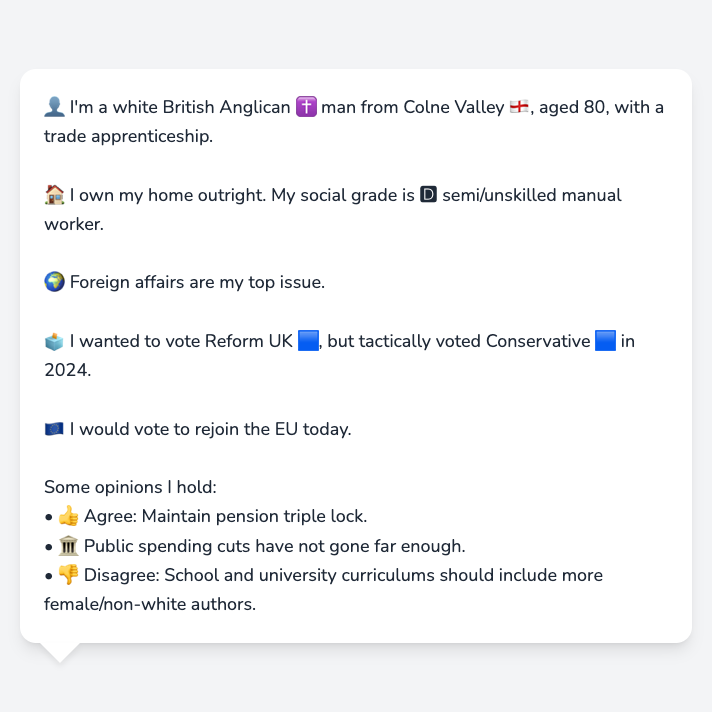 👤 I'm a white British Anglican ✝️ man from Colne Valley 🏴󠁧󠁢󠁥󠁮󠁧󠁿, aged 80, with a
trade apprenticeship.
🏠 I own my home outright. My social grade is 🅳 semi/unskilled manual
worker.
🌍 Foreign affairs are my top issue.
🗳️ I wanted to vote Reform UK 🟦, but tactically voted Conservative 🟦 in
2024.
🇪🇺 I would vote to rejoin the EU today.
Some opinions I hold:
• 👍 Agree: Maintain pension triple lock.
• 🏛️ Public spending cuts have not gone far enough.
• 👎 Disagree: School and university curriculums should include more
female/non-white authors.